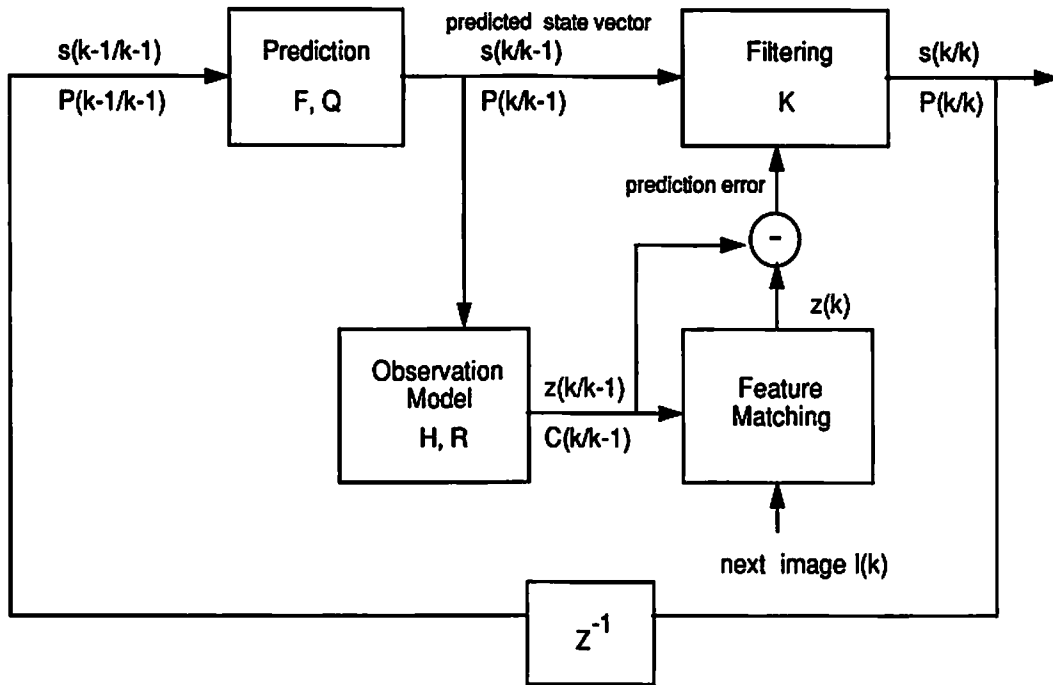 s(k-1/k-1)
P(k-1/k-1)
Prediction
F, Q
predicted state vector
s(k/k-1)
P(k/k-1)
Filtering
K
s(k/k)
P(k/k)
prediction error
-
z(k)
Observation
Model
H, R
z(k/k-1)
C(k/k-1)
Feature
Matching
next image I(k)
Z-1